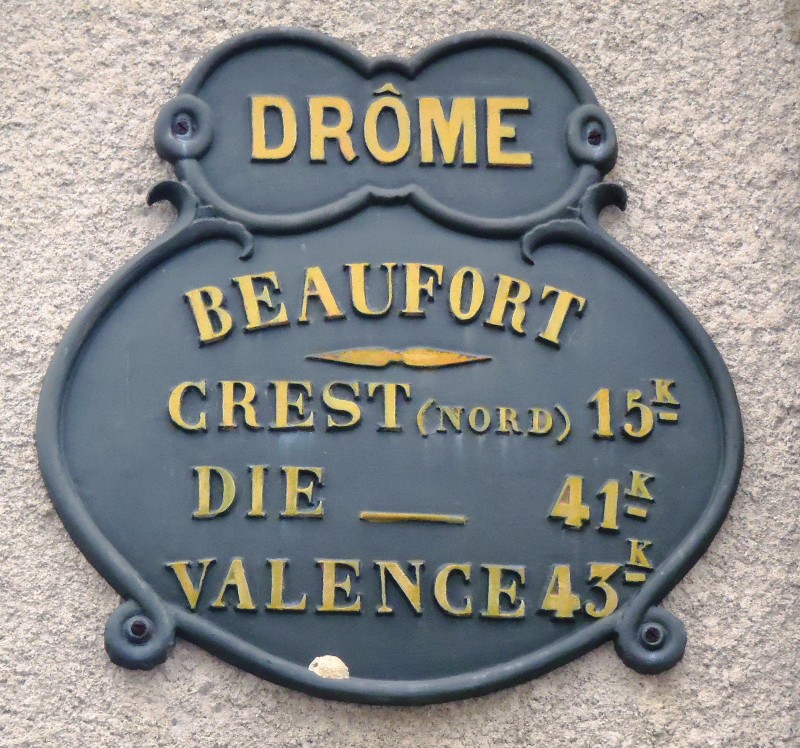 DRÔME
BEAUFORT
CREST (NORD) 15K
DIE — 41K
VALENCE 43K